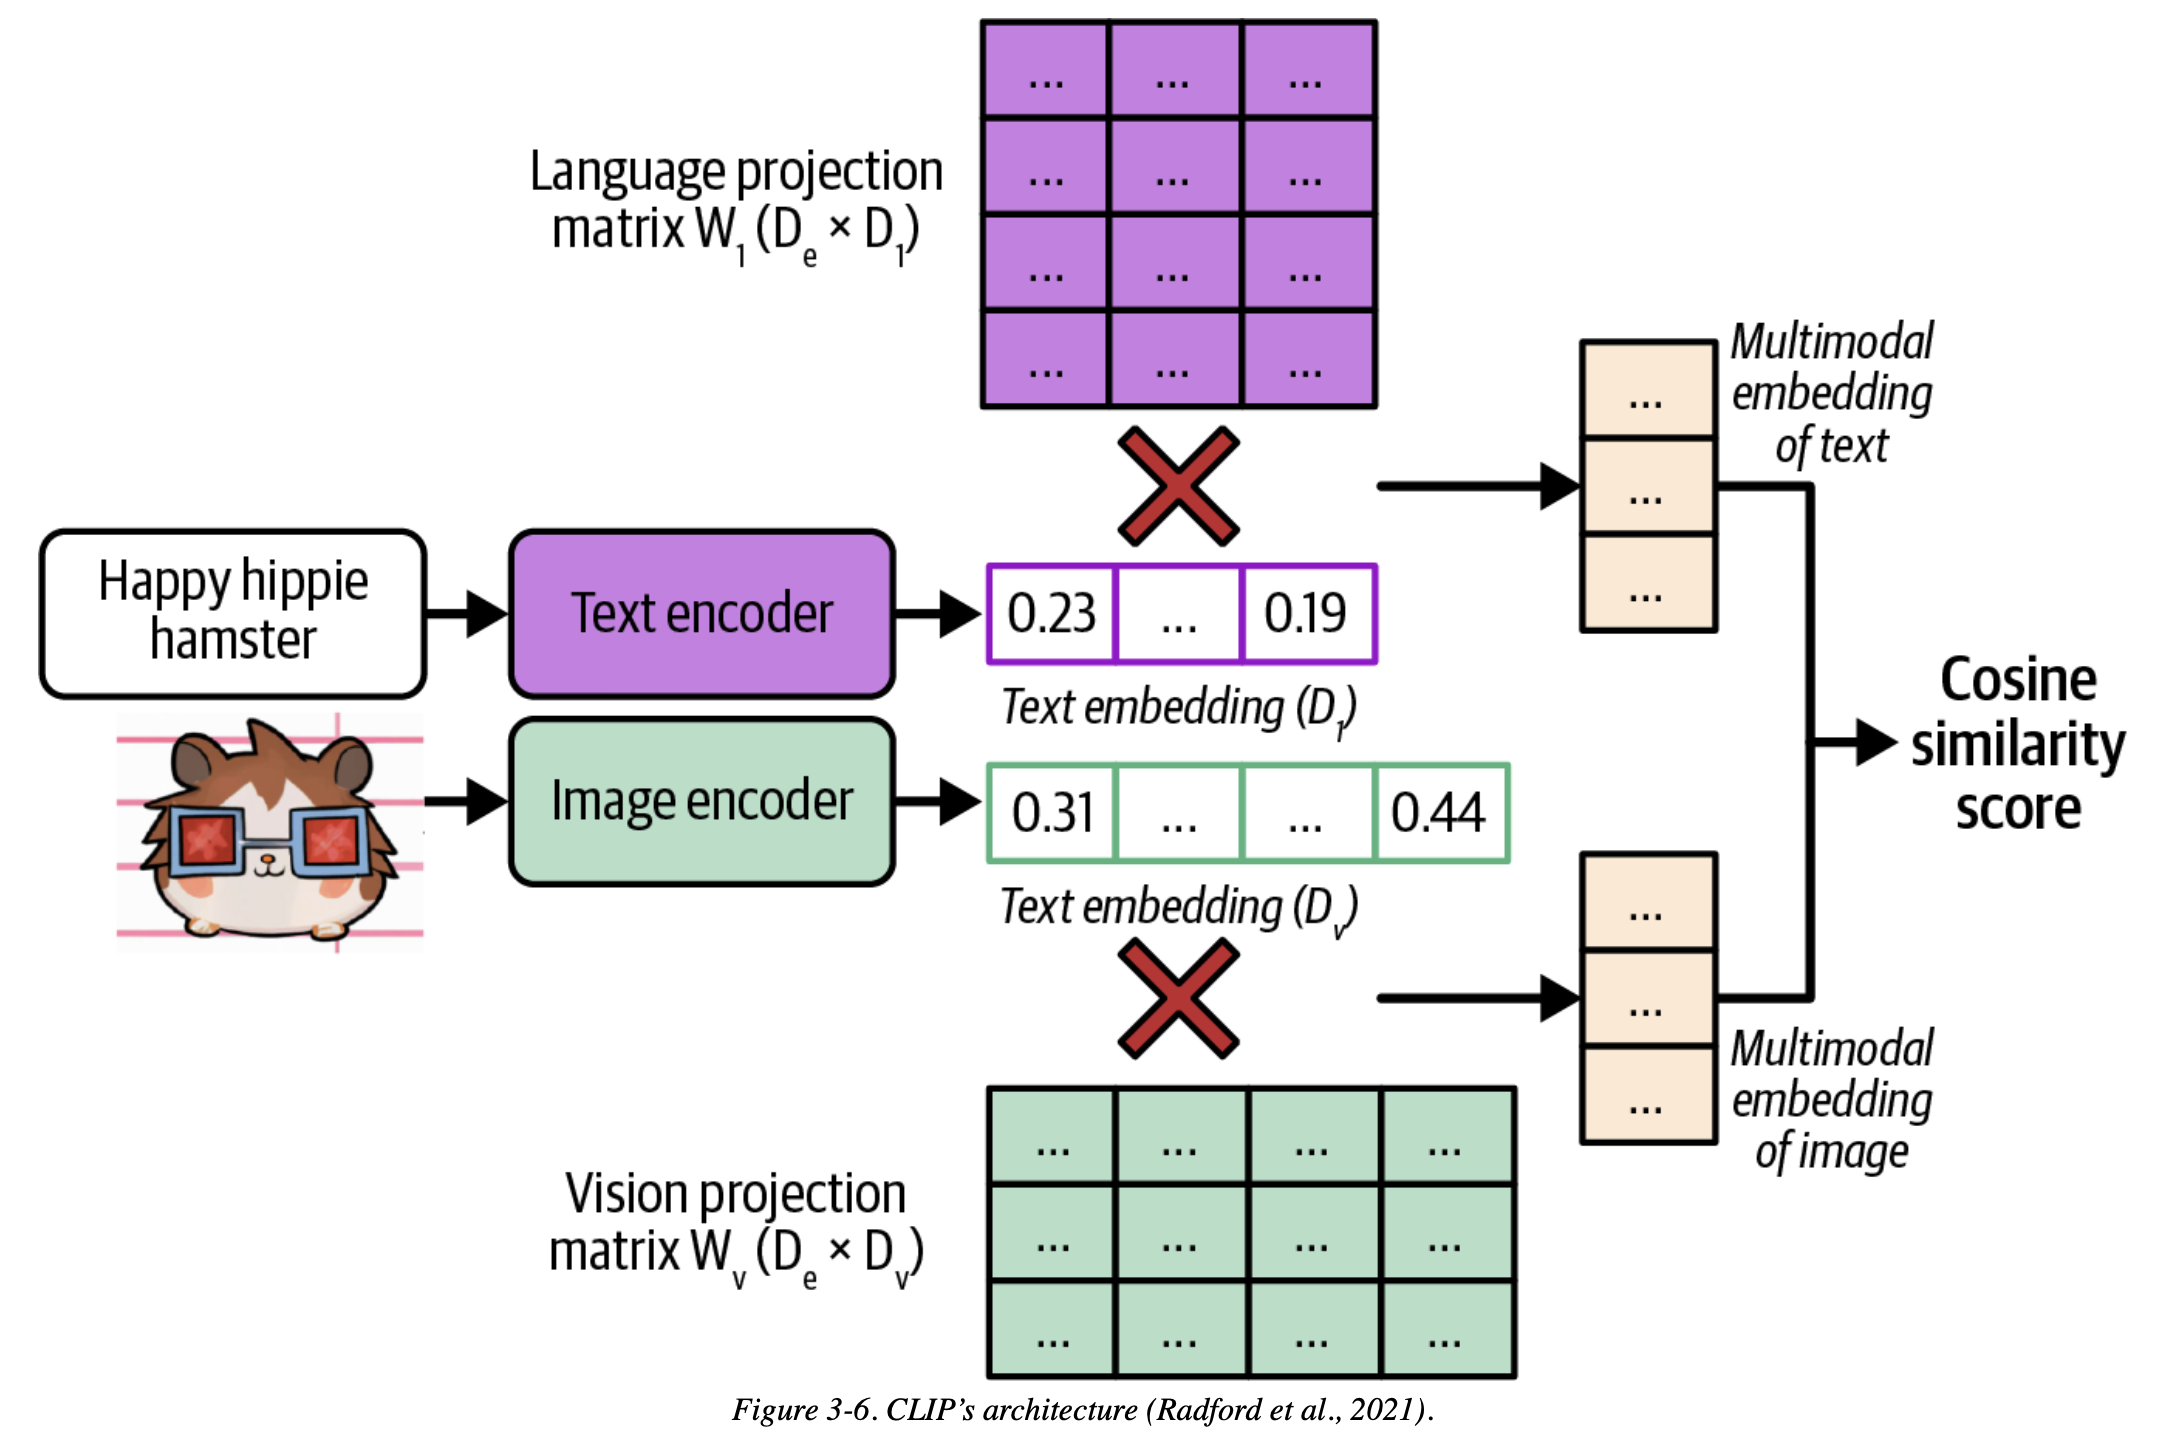 Language projection
matrix W₁ (Dₑ × D₁)
... ... ...
... ... ...
... ... ...
... ... ...
Happy hippie
hamster
Text encoder
0.23 ... 0.19
Text embedding (D₁)
Image encoder
0.31 ... ... 0.44
Text embedding (Dᵥ)
Vision projection
matrix Wᵥ (Dₑ × Dᵥ)
... ... ... ...
... ... ... ...
... ... ... ...
Multimodal
embedding
of text
...
...
...
Cosine
similarity
score
...
...
...
Multimodal
embedding
of image
Figure 3-6. CLIP’s architecture (Radford et al., 2021).